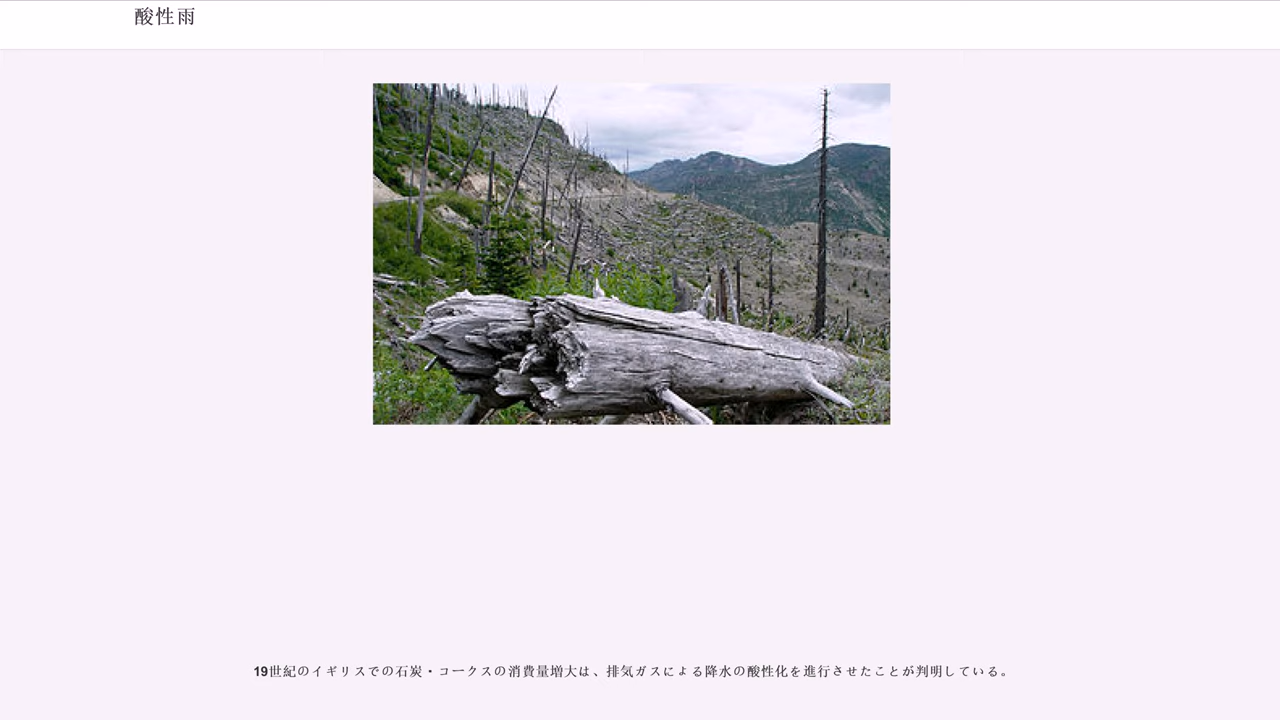 酸性雨
19世紀のイギリスでの石炭・コークスの消費量増大は、排気ガスによる降水の酸性化を進行させたことが判明している。